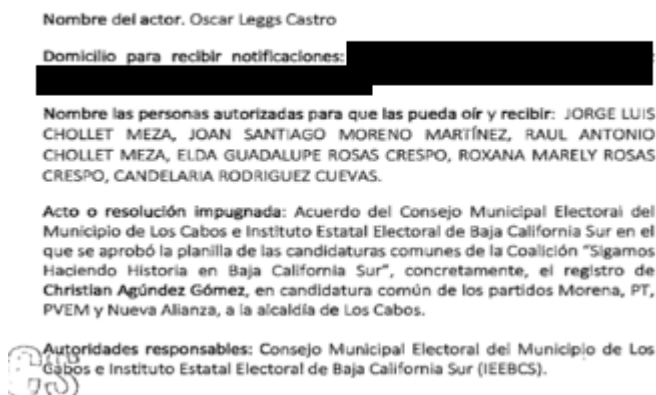 Nombre del actor. Oscar Leggs Castro
Domicilio para recibir notificaciones:
Nombre las personas autorizadas para que las pueda oír y recibir: JORGE LUIS
CHOLLET MEZA, JOAN SANTIAGO MORENO MARTÍNEZ, RAUL ANTONIO
CHOLLET MEZA, ELDA GUADALUPE ROSAS CRESPO, ROXANA MARELY ROSAS
CRESPO, CANDELARIA RODRIGUEZ CUEVAS.
Acto o resolución impugnada: Acuerdo del Consejo Municipal Electoral del
Municipio de Los Cabos e Instituto Estatal Electoral de Baja California Sur en el
que se aprobó la planilla de las candidaturas comunes de la Coalición "Sigamos
Haciendo Historia en Baja California Sur", concretamente, el registro de
Christian Agúndez Gómez, en candidatura común de los partidos Morena, PT,
PVEM y Nueva Alianza, a la alcaldía de Los Cabos.
Autoridades responsables: Consejo Municipal Electoral del Municipio de Los
Cabos e Instituto Estatal Electoral de Baja California Sur (IEEBCS).